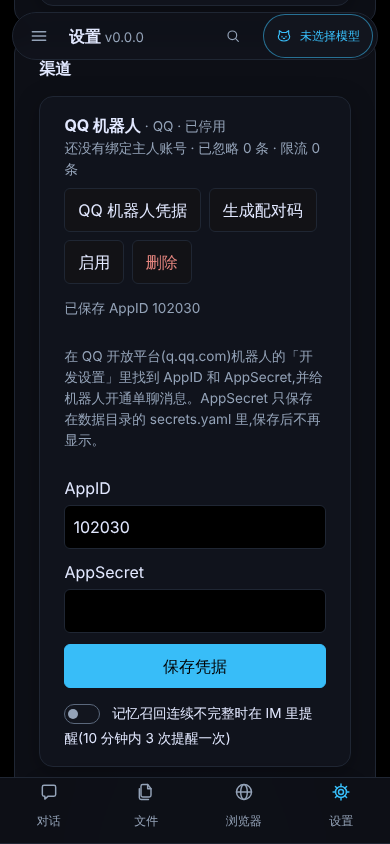 设置 v0.0.0
未选择模型
渠道
QQ 机器人 · QQ · 已停用
还没有绑定主人账号 · 已忽略 0 条 · 限流 0
条
QQ 机器人凭据
生成配对码
启用
删除
已保存 AppID 102030
在 QQ 开放平台(q.qq.com)机器人的「开
发设置」里找到 AppID 和 AppSecret,并给
机器人开通单聊消息。AppSecret 只保存
在数据目录的 secrets.yaml 里,保存后不再
显示。
AppID
102030
AppSecret
保存凭据
记忆召回连续不完整时在 IM 里提
醒(10 分钟内 3 次提醒一次)
对话
文件
浏览器
设置